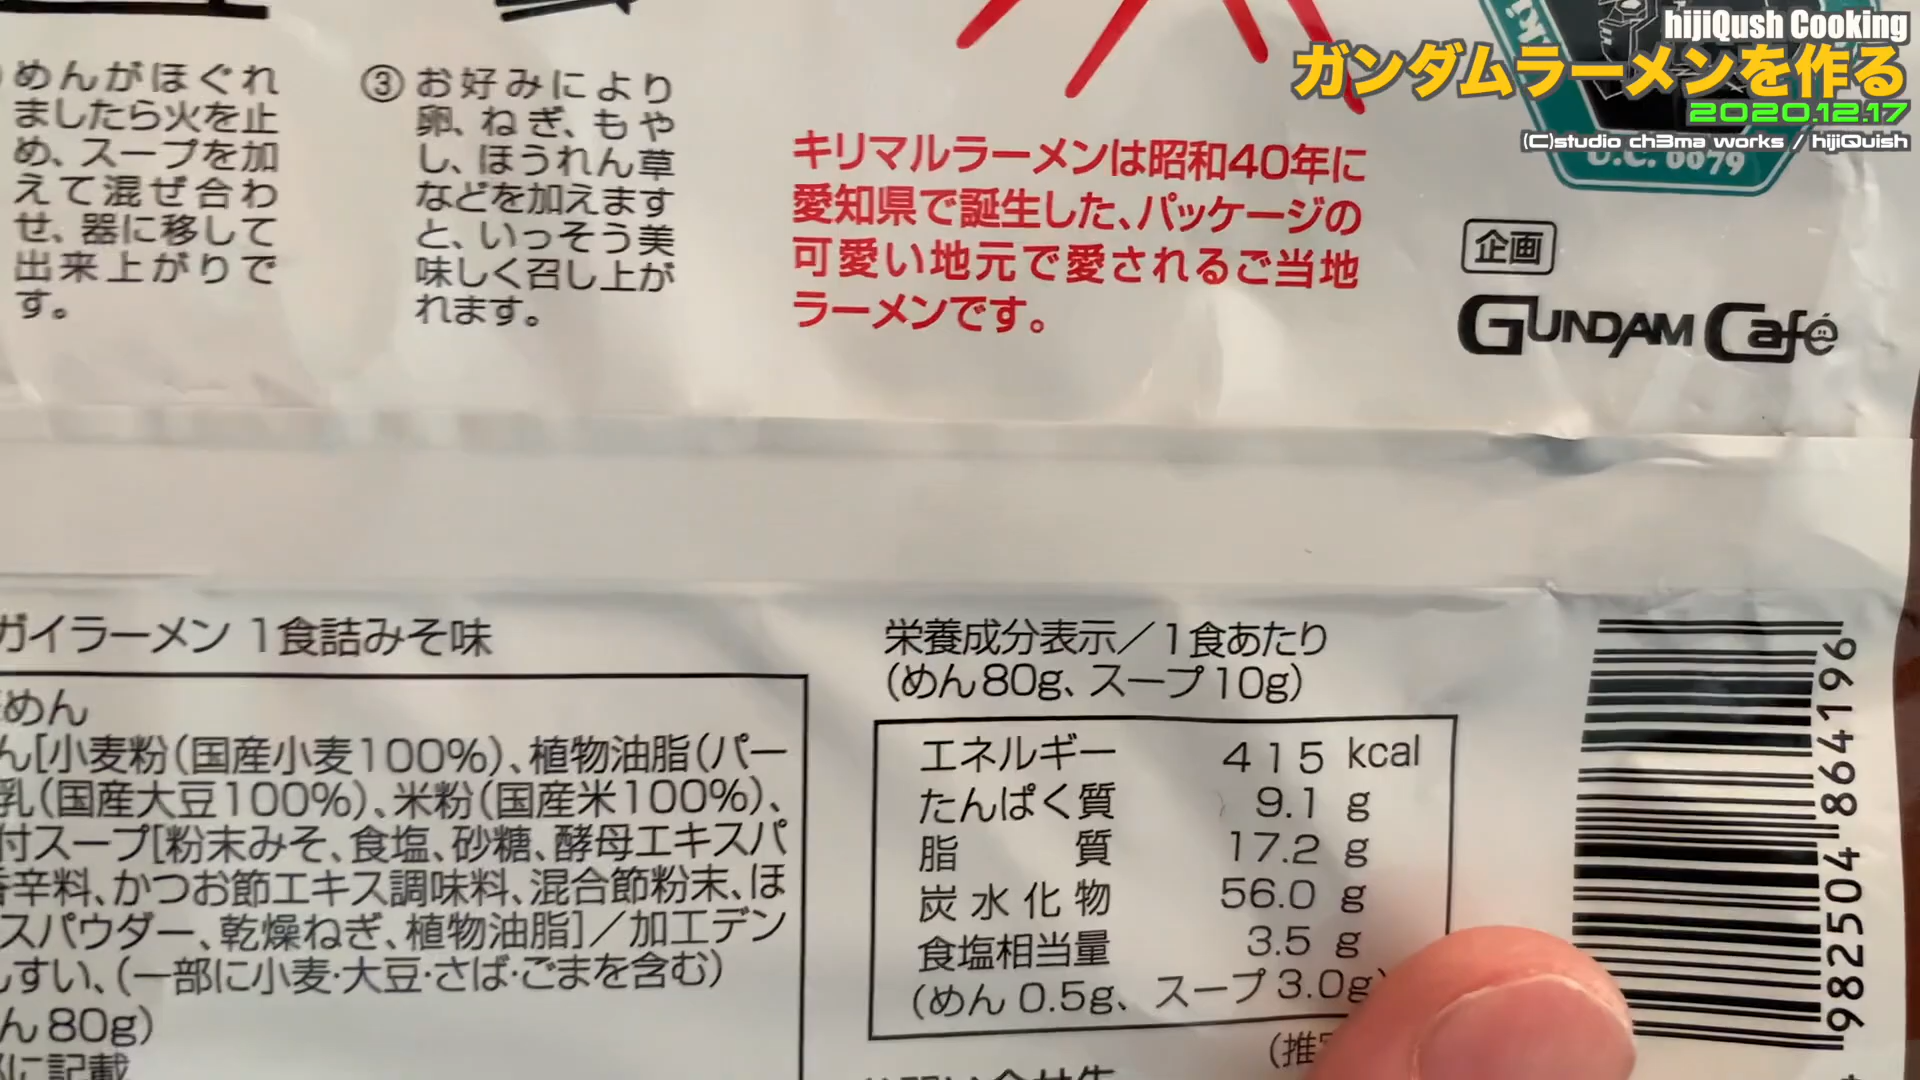 hijiQush Cooking
ガンダムラーメンを作る
2020.12.17
(C)studio ch3ma works / hijiQuish
U.C. 0079
めんがほぐれ
ましたら火を止
め、スープを加
えて混ぜ合わ
せ、器に移して
出来上がりで
す。
③お好みにより
卵、ねぎ、もや
し、ほうれん草
などを加えます
と、いっそう美
味しく召し上が
れます。
キリマルラーメンは昭和40年に
愛知県で誕生した、パッケージの
可愛い地元で愛されるご当地
ラーメンです。
企画
GUNDAM Café
ガイラーメン 1食詰みそ味
めん
ん[小麦粉(国産小麦100%)、植物油脂(パー
乳(国産大豆100%)、米粉(国産米100%)、
付スープ[粉末みそ、食塩、砂糖、酵母エキスパ
辛料、かつお節エキス調味料、混合節粉末、ほ
スパウダー、乾燥ねぎ、植物油脂]/加工デン
すい、(一部に小麦・大豆・さば・ごまを含む)
ん80g)
に記載
栄養成分表示/1食あたり
(めん80g、スープ10g)
エネルギー 415 kcal
たんぱく質 9.1 g
脂質 17.2 g
炭水化物 56.0 g
食塩相当量 3.5 g
(めん 0.5g、スープ3.0g)
(推
982504 864196